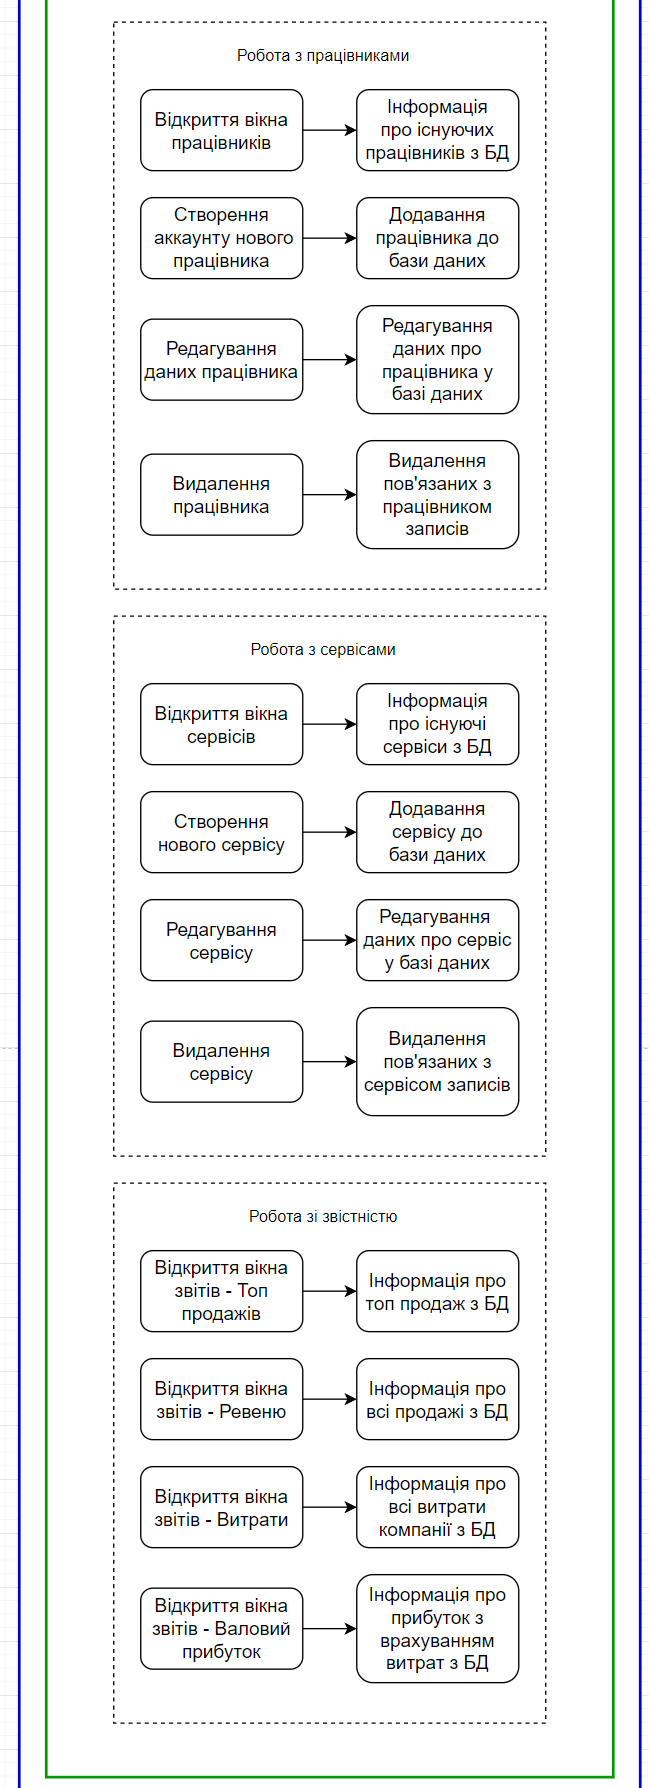 Робота з працівниками
Відкриття вікна
працівників
Інформація
про існуючих
працівників з БД
Створення
аккаунту нового
працівника
Додавання
працівника до
бази даних
Редагування
даних працівника
Редагування
даних про
працівника у
базі даних
Видалення
працівника
Видалення
пов'язаних з
працівником
записів
Робота з сервісами
Відкриття вікна
сервісів
Інформація
про існуючі
сервіси з БД
Створення
нового сервісу
Додавання
сервісу до
бази даних
Редагування
сервісу
Редагування
даних про сервіс
у базі даних
Видалення
сервісу
Видалення
пов'язаних з
сервісом записів
Робота зі звістністю
Відкриття вікна
звітів - Топ
продажів
Інформація про
топ продаж з БД
Відкриття вікна
звітів - Ревеню
Інформація про
всі продажі з БД
Відкриття вікна
звітів - Витрати
Інформація про
всі витрати
компанії з БД
Відкриття вікна
звітів - Валовий
прибуток
Інформація про
прибуток з
врахуванням
витрат з БД